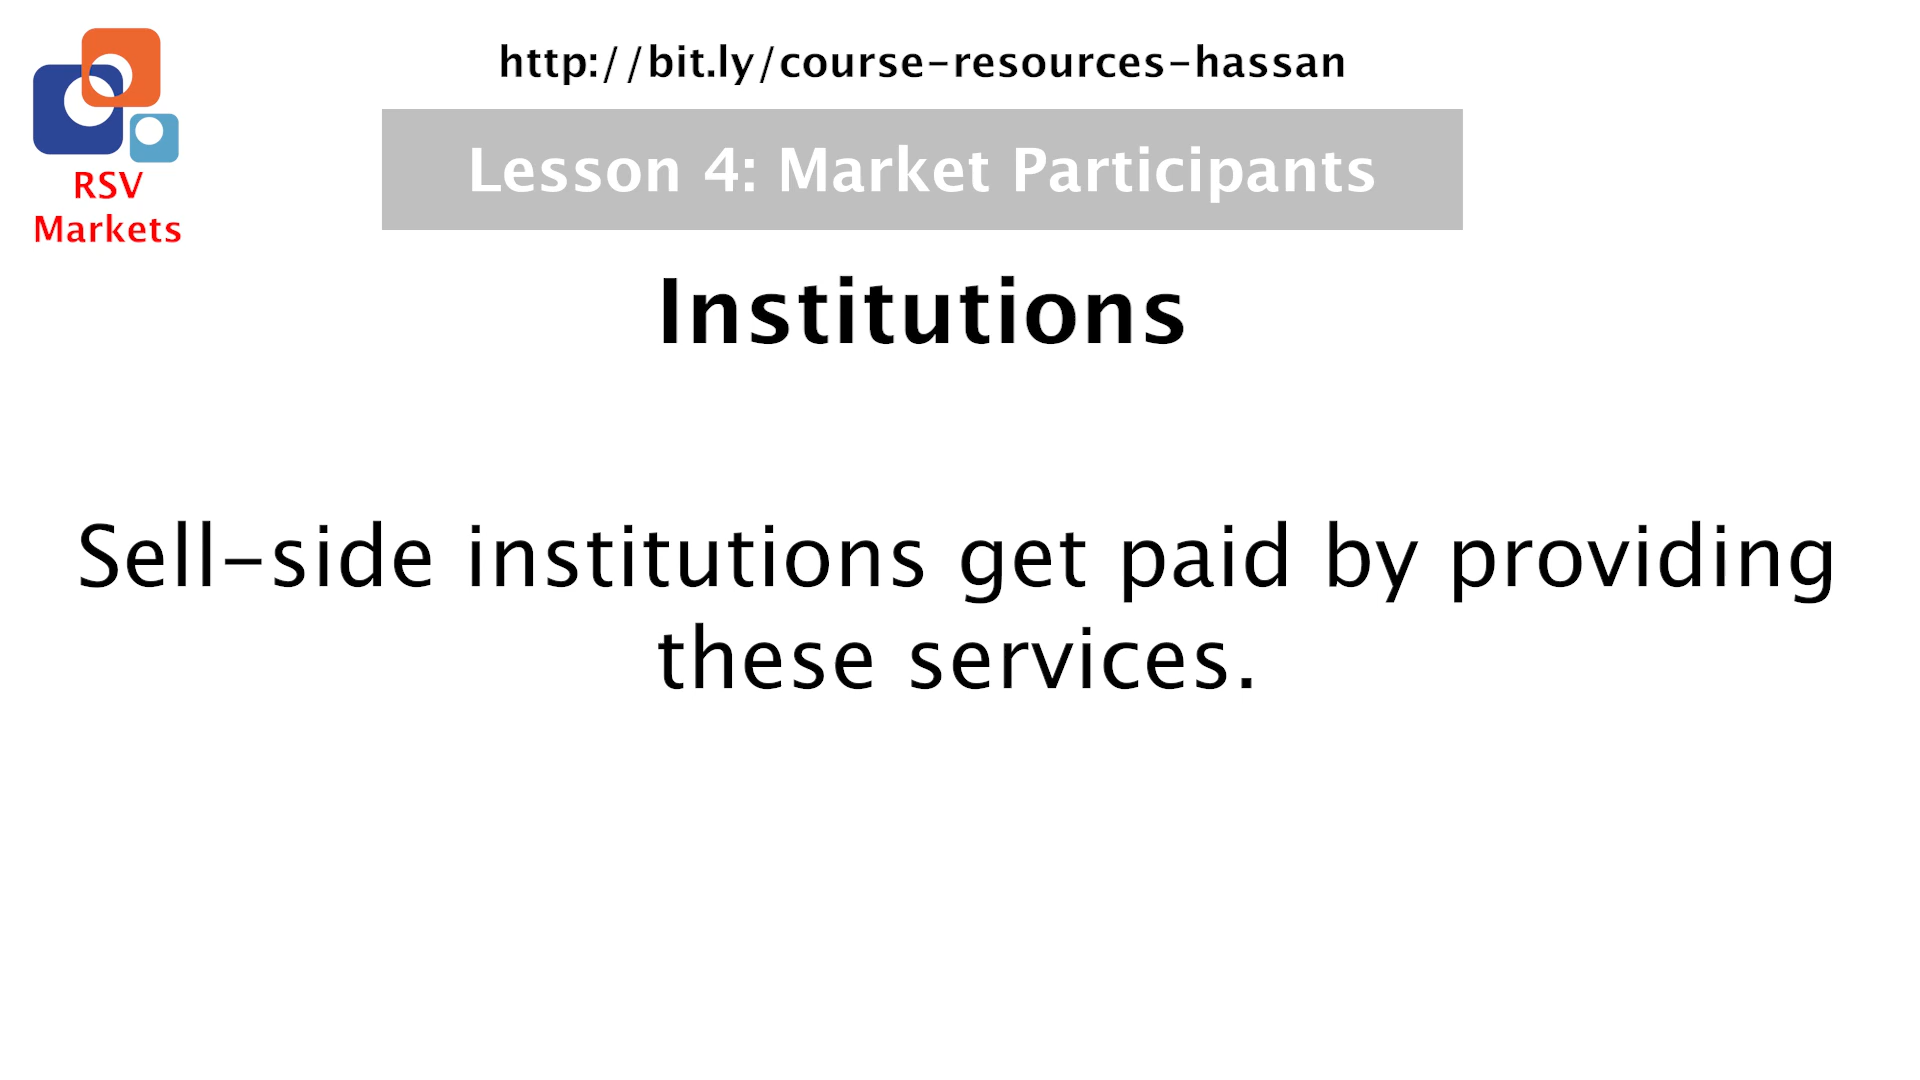 http://bit.ly/course-resources-hassan
RSV
Markets
Lesson 4: Market Participants
Institutions
Sell-side institutions get paid by providing
these services.